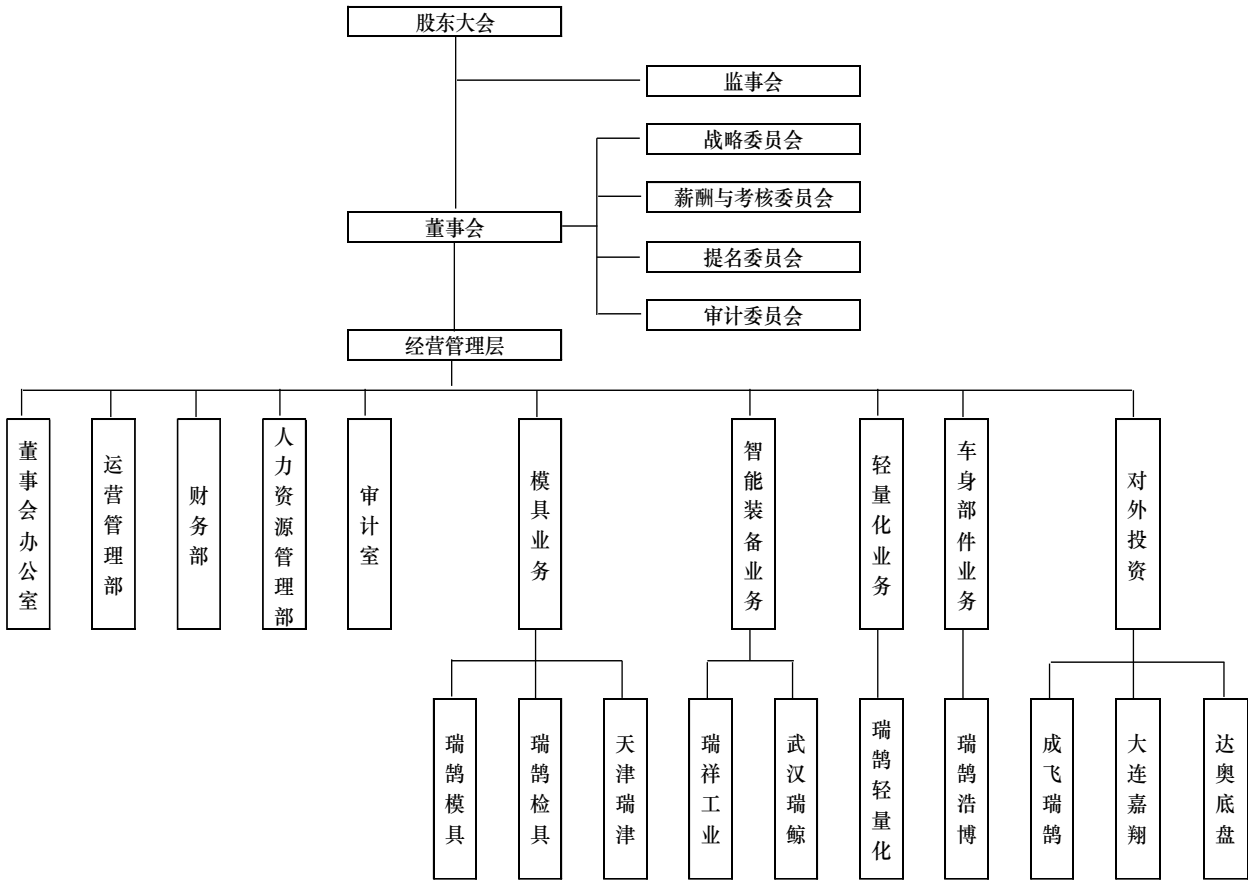 股东大会
监事会
战略委员会
薪酬与考核委员会
董事会
提名委员会
审计委员会
经营管理层
董事会办公室
运营管理部
财务部
人力资源管理部
审计室
模具业务
智能装备业务
轻量化业务
车身部件业务
对外投资
瑞鹄模具
瑞鹄检具
天津瑞津
瑞祥工业
武汉瑞鲸
瑞鹄轻量化
瑞鹄浩博
成飞瑞鹄
大连嘉翔
达奥底盘